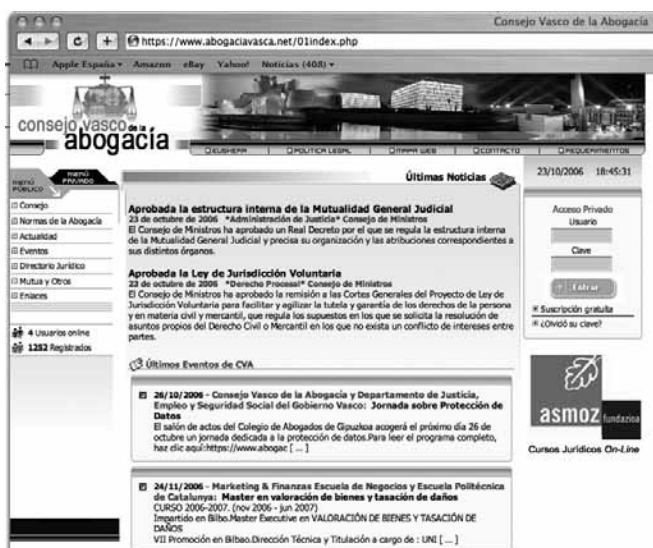 Consejo Vasco de la Abogacía
https://www.abogaciavasca.net/01index.php
Apple España Amazon eBay Yahoo! Noticias (408)
consejo vasco de la
abogacía
EUSKERA POLITICA LEGAL MAPA WEB CONTACTO REQUERIMIENTOS
menú PÚBLICO
menú PRIVADO
Consejo
Normas de la Abogacía
Actualidad
Eventos
Directorio Jurídico
Mutua y Otros
Enlaces
4 Usuarios online
1252 Registrados
Últimas Noticias
Aprobada la estructura interna de la Mutualidad General Judicial
23 de octubre de 2006 *Administración de Justicia* Consejo de Ministros
El Consejo de Ministros ha aprobado un Real Decreto por el que se regula la estructura interna
de la Mutualidad General Judicial y precisa su organización y las atribuciones correspondientes a
sus distintos órganos.
Aprobada la Ley de Jurisdicción Voluntaria
23 de octubre de 2006 *Derecho Procesal* Consejo de Ministros
El Consejo de Ministros ha aprobado la remisión a las Cortes Generales del Proyecto de Ley de
Jurisdicción Voluntaria para facilitar y agilizar la tutela y garantía de los derechos de la persona
y en materia civil y mercantil, que regula los supuestos en los que se solicita la resolución de
asuntos propios del Derecho Civil o Mercantil en los que no exista un conflicto de intereses entre
partes.
Últimos Eventos de CVA
26/10/2006 - Consejo Vasco de la Abogacía y Departamento de Justicia,
Empleo y Seguridad Social del Gobierno Vasco: Jornada sobre Protección de
Datos
El salón de actos del Colegio de Abogados de Gipuzkoa acogerá el próximo día 26 de
octubre un jornada dedicada a la protección de datos.Para leer el programa completo,
haz clic aquí:https://www.abogac [ ... ]
24/11/2006 - Marketing & Finanzas Escuela de Negocios y Escuela Politécnica
de Catalunya: Master en valoración de bienes y tasación de daños
CURSO 2006-2007. (nov 2006 - jun 2007)
Impartido en Bilbo.Master Executive en VALORACIÓN DE BIENES Y TASACIÓN DE
DAÑOS
VII Promoción en Bilbao.Dirección Técnica y Titulación a cargo de : UNI [ ... ]
23/10/2006 18:45:31
Acceso Privado
Usuario
Clave
Entrar
Suscripción gratuita
¿Olvidó su clave?
asmoz fundazioa
Cursos Jurídicos On-Line